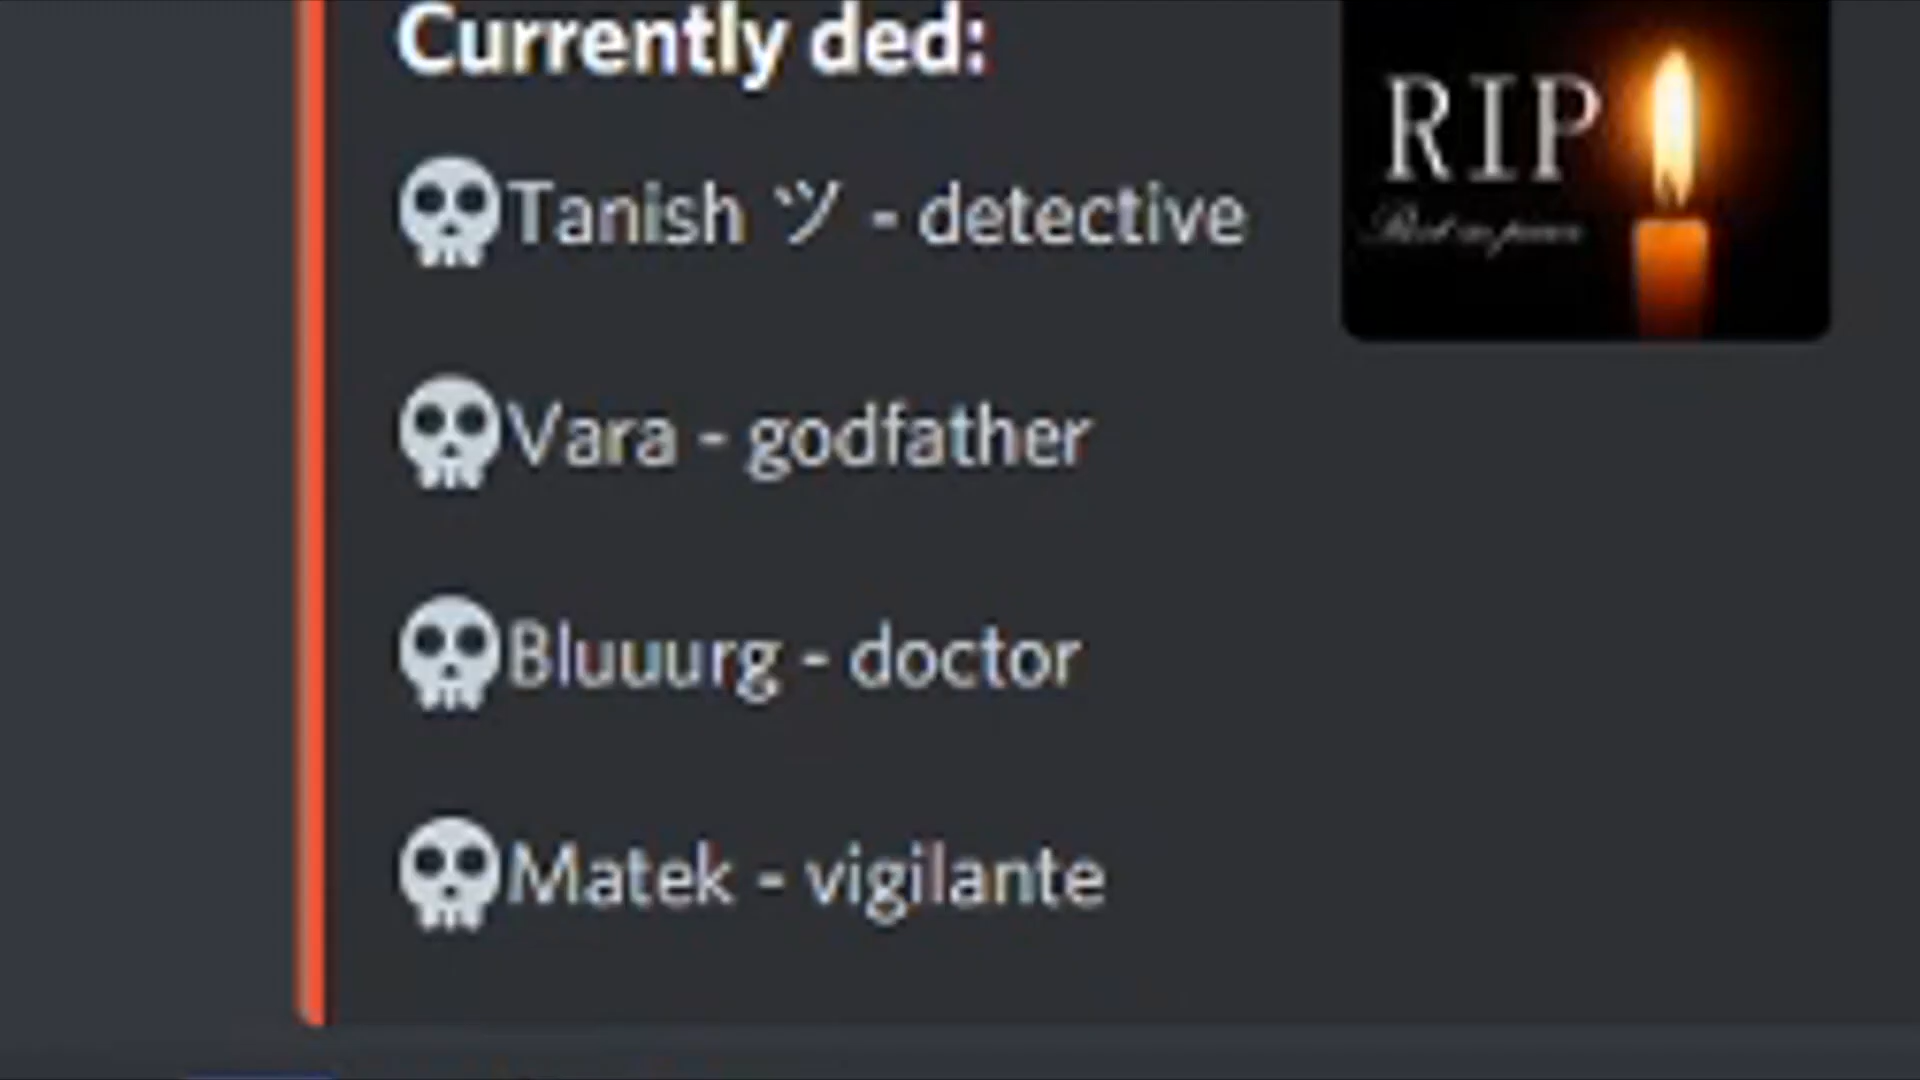 Currently ded:
RIP
💀Tanish ツ - detective
💀Vara - godfather
💀Bluuurg - doctor
💀Matek - vigilante